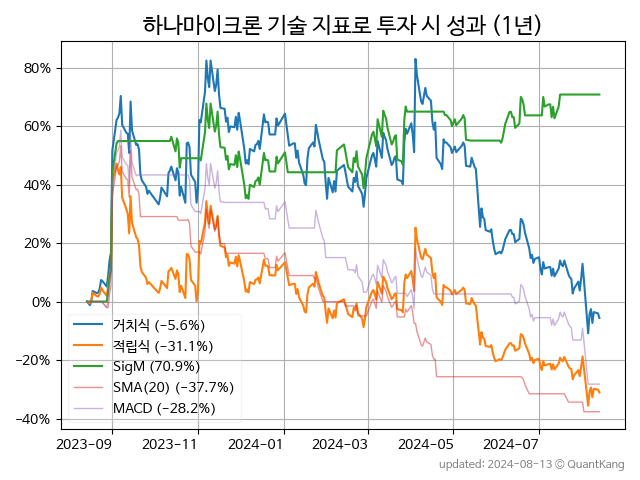 하나마이크론 기술 지표로 투자 시 성과 (1년)
80%
60%
40%
20%
0%
−20%
−40%
거치식 (−5.6%)
적립식 (−31.1%)
SigM (70.9%)
SMA(20) (−37.7%)
MACD (−28.2%)
2023-09 2023-11 2024-01 2024-03 2024-05 2024-07
updated: 2024-08-13 © QuantKang